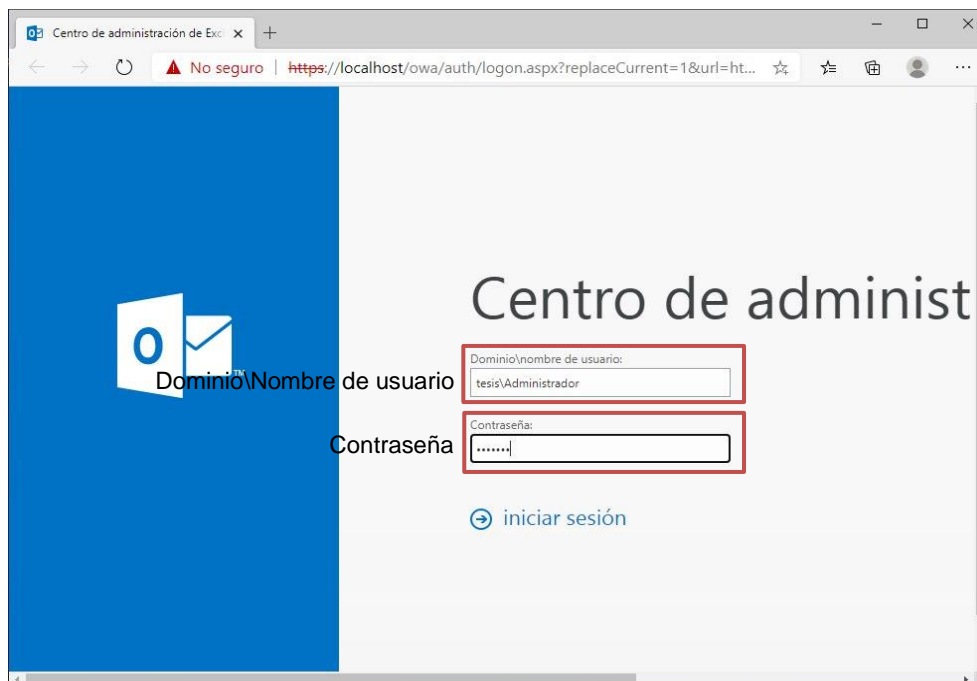 Centro de administración de Exc
No seguro | https://localhost/owa/auth/logon.aspx?replaceCurrent=1&url=ht...
Centro de administ
Dominio\nombre de usuario:
Dominio\Nombre de usuario
tesis\Administrador
Contraseña:
Contraseña
•••••••
iniciar sesión